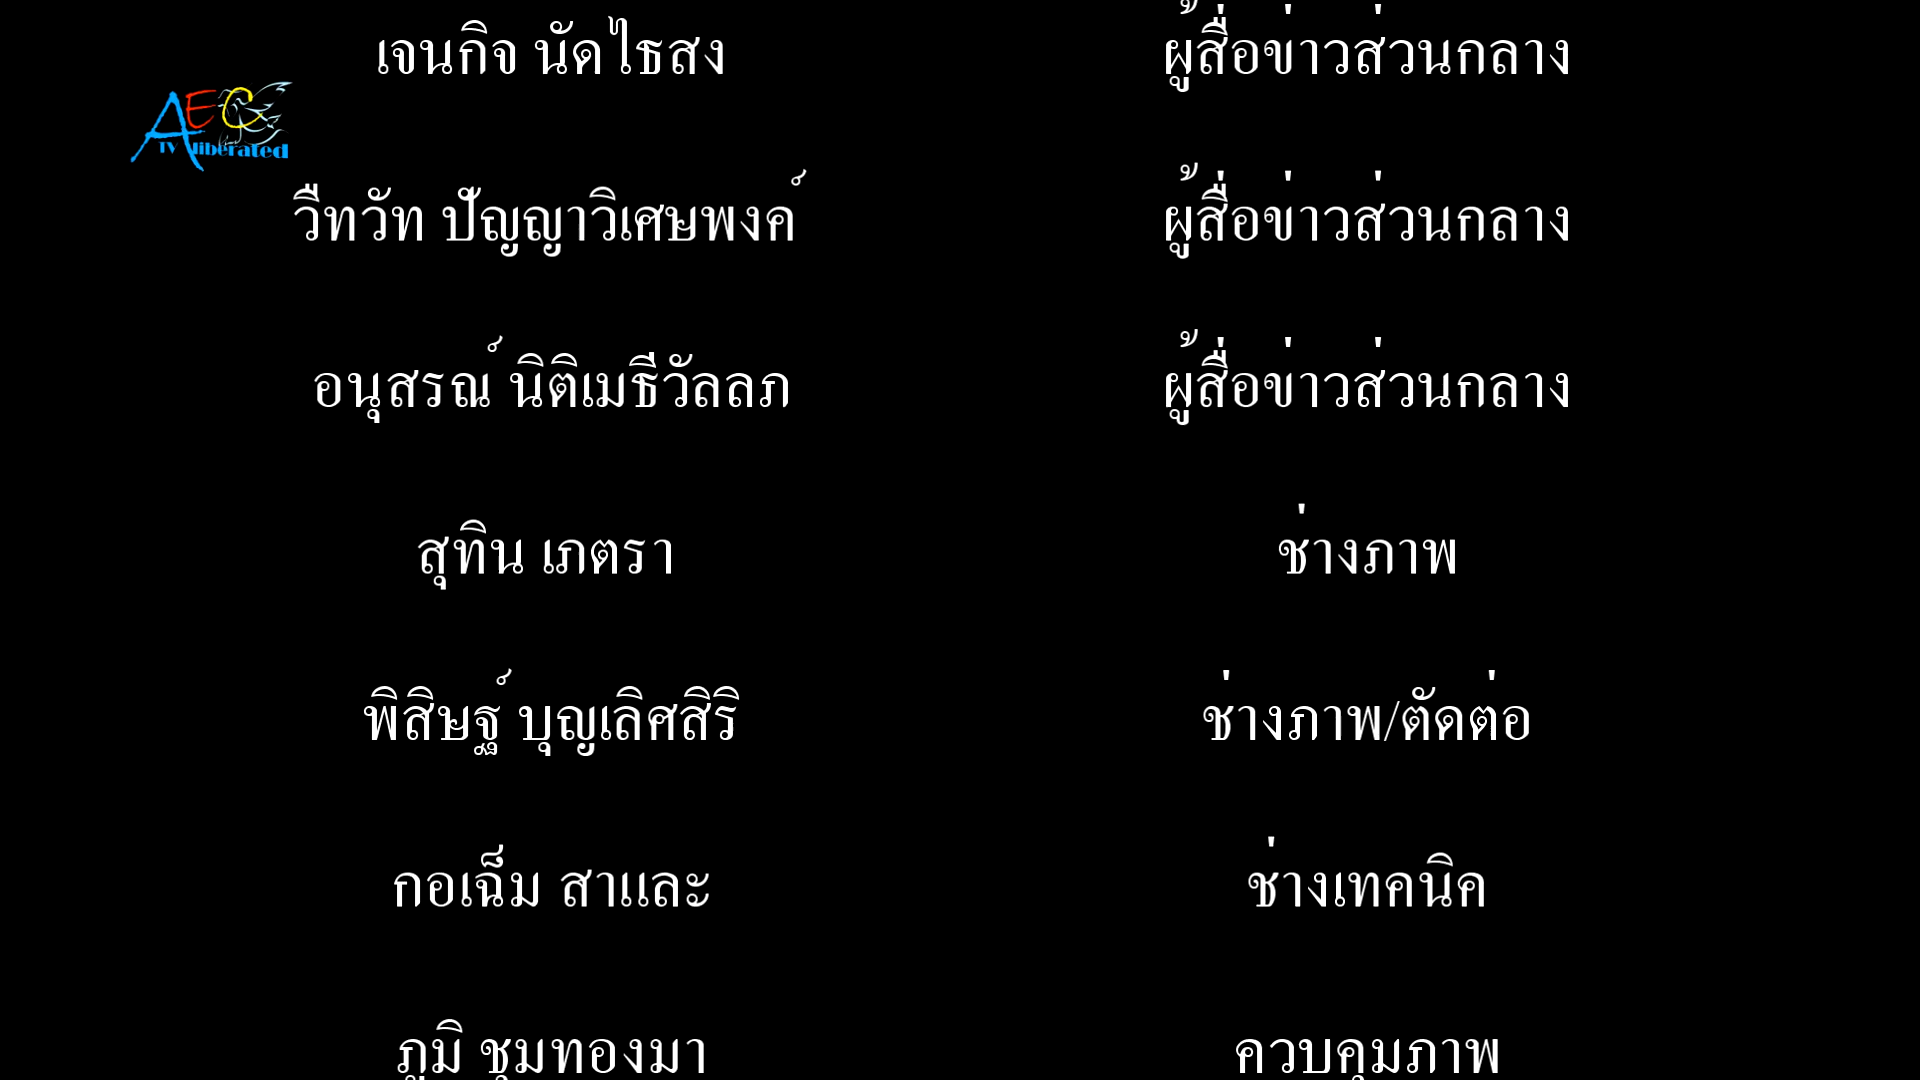 เจนกิจ นัดไธสง ผู้สื่อข่าวส่วนกลาง
AEC
TV liberated
วืทวัท ปัญญาวิเศษพงค์ ผู้สื่อข่าวส่วนกลาง
อนุสรณ์ นิติเมธีวัลลภ ผู้สื่อข่าวส่วนกลาง
สุทิน เภตรา ช่างภาพ
พิสิษฐ์ บุญเลิศสิริ ช่างภาพ/ตัดต่อ
กอเฉ็ม สาและ ช่างเทคนิค
ภูมิ ชุมทองมา ควบคุมภาพ